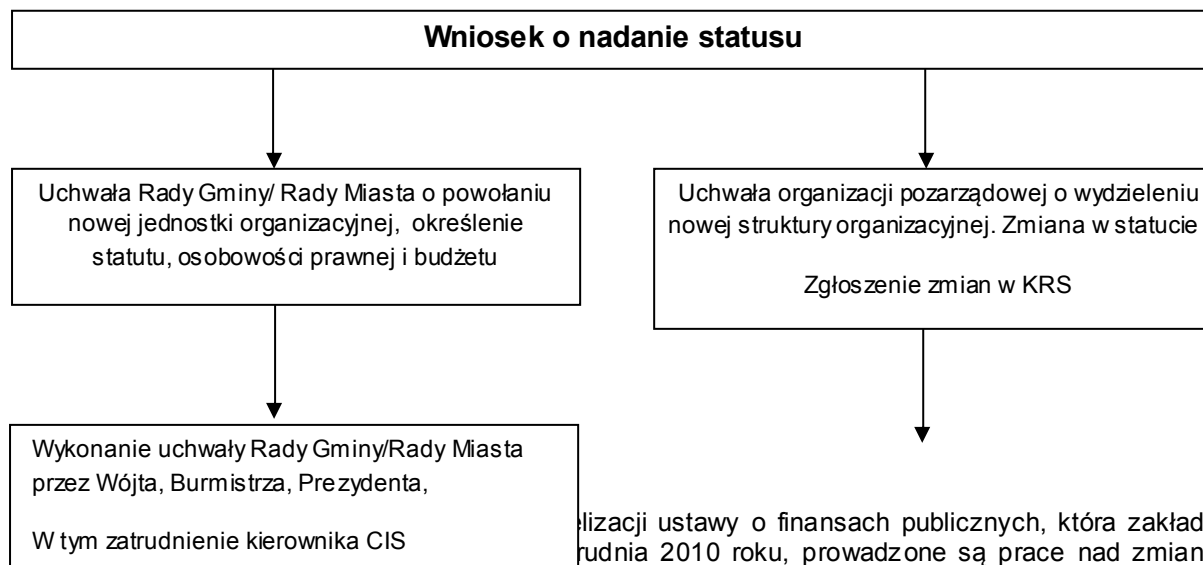 Wniosek o nadanie statusu
Uchwała Rady Gminy/ Rady Miasta o powołaniu
nowej jednostki organizacyjnej, określenie
statutu, osobowości prawnej i budżetu
Uchwała organizacji pozarządowej o wydzieleniu
nowej struktury organizacyjnej. Zmiana w statucie
Zgłoszenie zmian w KRS
Wykonanie uchwały Rady Gminy/Rady Miasta
przez Wójta, Burmistrza, Prezydenta,
W tym zatrudnienie kierownika CIS
elizacji ustawy o finansach publicznych, która zakład
rudnia 2010 roku, prowadzone są prace nad zmian